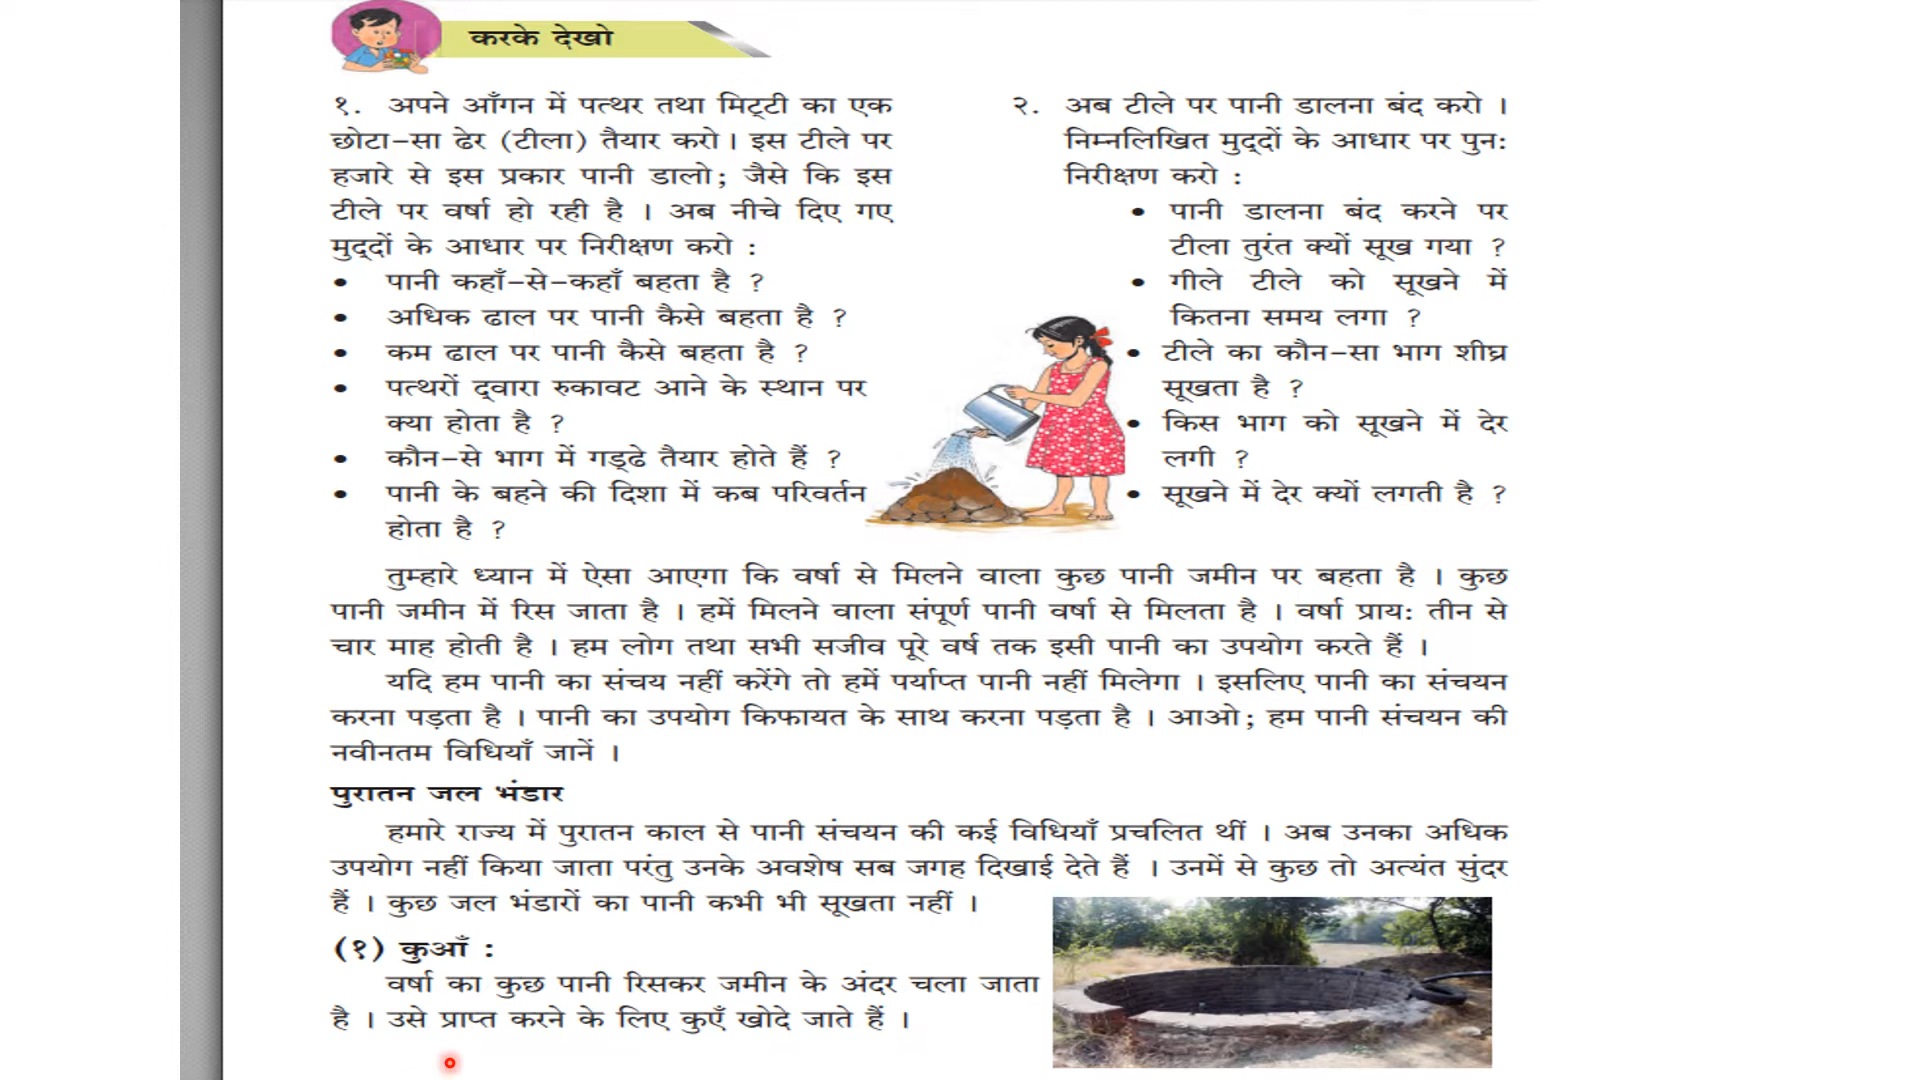 करके देखो
१. अपने आँगन में पत्थर तथा मिट्टी का एक
छोटा-सा ढेर (टीला) तैयार करो। इस टीले पर
हजारे से इस प्रकार पानी डालो; जैसे कि इस
टीले पर वर्षा हो रही है । अब नीचे दिए गए
मुद्दों के आधार पर निरीक्षण करो :
• पानी कहाँ-से-कहाँ बहता है ?
• अधिक ढाल पर पानी कैसे बहता है ?
• कम ढाल पर पानी कैसे बहता है ?
• पत्थरों द्वारा रुकावट आने के स्थान पर
क्या होता है ?
• कौन-से भाग में गड्ढे तैयार होते हैं ?
• पानी के बहने की दिशा में कब परिवर्तन
होता है ?
२. अब टीले पर पानी डालना बंद करो ।
निम्नलिखित मुद्दों के आधार पर पुन:
निरीक्षण करो :
• पानी डालना बंद करने पर
टीला तुरंत क्यों सूख गया ?
• गीले टीले को सूखने में
कितना समय लगा ?
• टीले का कौन-सा भाग शीघ्र
सूखता है ?
• किस भाग को सूखने में देर
लगी ?
• सूखने में देर क्यों लगती है ?
तुम्हारे ध्यान में ऐसा आएगा कि वर्षा से मिलने वाला कुछ पानी जमीन पर बहता है । कुछ
पानी जमीन में रिस जाता है । हमें मिलने वाला संपूर्ण पानी वर्षा से मिलता है । वर्षा प्राय: तीन से
चार माह होती है । हम लोग तथा सभी सजीव पूरे वर्ष तक इसी पानी का उपयोग करते हैं ।
यदि हम पानी का संचय नहीं करेंगे तो हमें पर्याप्त पानी नहीं मिलेगा । इसलिए पानी का संचयन
करना पड़ता है । पानी का उपयोग किफायत के साथ करना पड़ता है । आओ; हम पानी संचयन की
नवीनतम विधियाँ जानें ।
पुरातन जल भंडार
हमारे राज्य में पुरातन काल से पानी संचयन की कई विधियाँ प्रचलित थीं । अब उनका अधिक
उपयोग नहीं किया जाता परंतु उनके अवशेष सब जगह दिखाई देते हैं । उनमें से कुछ तो अत्यंत सुंदर
हैं । कुछ जल भंडारों का पानी कभी भी सूखता नहीं ।
(१) कुआँ :
वर्षा का कुछ पानी रिसकर जमीन के अंदर चला जाता
है । उसे प्राप्त करने के लिए कुएँ खोदे जाते हैं ।